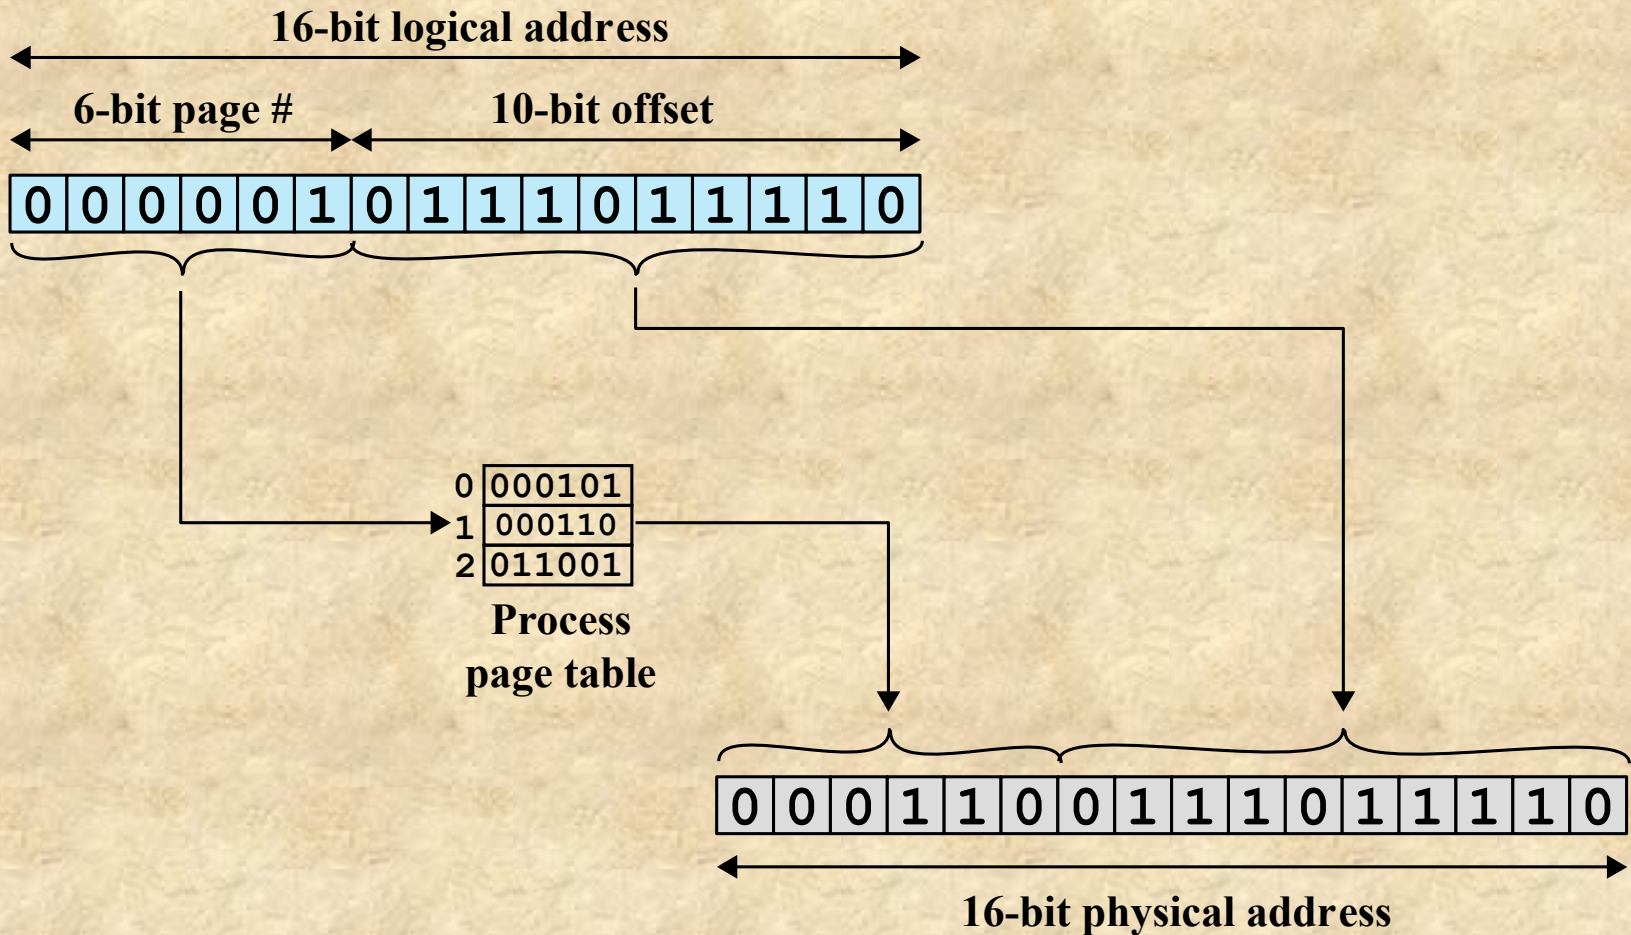 16-bit logical address
6-bit page # 10-bit offset
0 0 0 0 0 1 0 1 1 1 0 1 1 1 1 0
0 000101
1 000110
2 011001
Process
page table
0 0 0 1 1 0 0 1 1 1 0 1 1 1 1 0
16-bit physical address